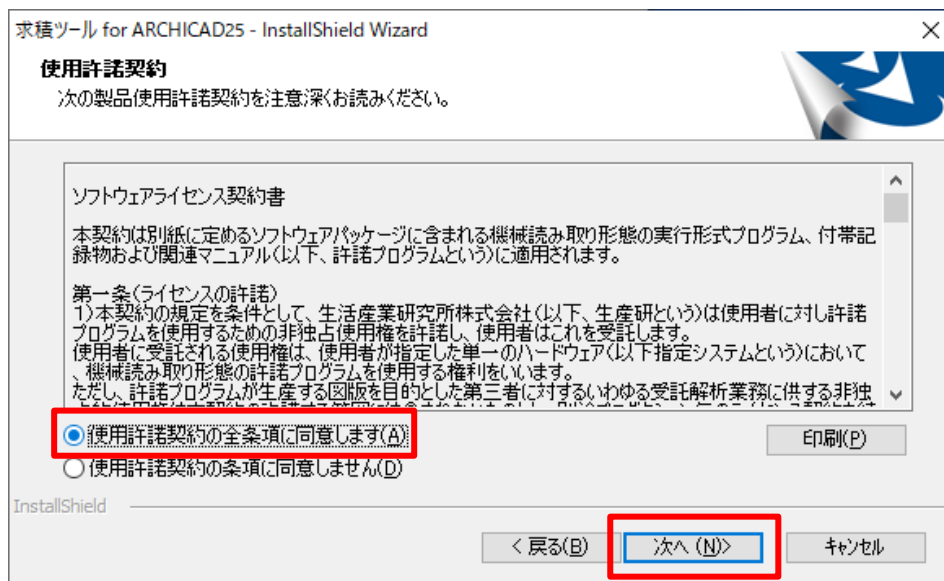 求積ツール for ARCHICAD25 - InstallShield Wizard
使用許諾契約
次の製品使用許諾契約を注意深くお読みください。
ソフトウェアライセンス契約書
本契約は別紙に定めるソフトウェアパッケージに含まれる機械読み取り形態の実行形式プログラム、付帯記
録物および関連マニュアル(以下、許諾プログラムという)に適用されます。
第一条(ライセンスの許諾)
1)本契約の規定を条件として、生活産業研究所株式会社(以下、生産研という)は使用者に対し許諾
プログラムを使用するための非独占使用権を許諾し、使用者はこれを受託します。
使用者に受託される使用権は、使用者が指定した単一のハードウェア(以下指定システムという)において
、機械読み取り形態の許諾プログラムを使用する権利をいいます。
ただし、許諾プログラムが生産する図版を目的とした第三者に対するいわゆる受託解析業務に供する非独
使用許諾契約の全条項に同意します(A)
印刷(P)
使用許諾契約の条項に同意しません(D)
InstallShield
< 戻る(B)
次へ (N)>
キャンセル